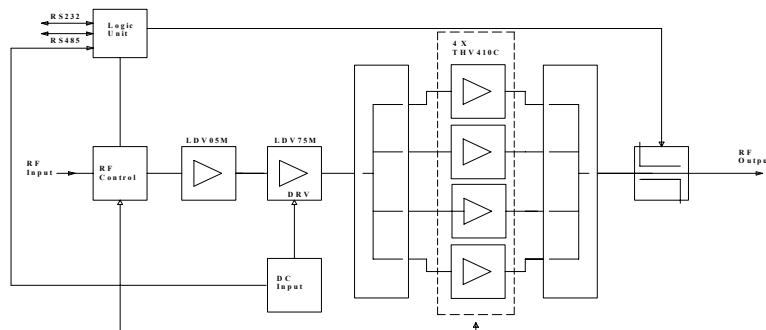 RS232
RS485
Logic
Unit
4 X
THV410C
LDV05M
LDV75M
RF
Input
RF
Control
DRV
RF
Outpu
DC
Input